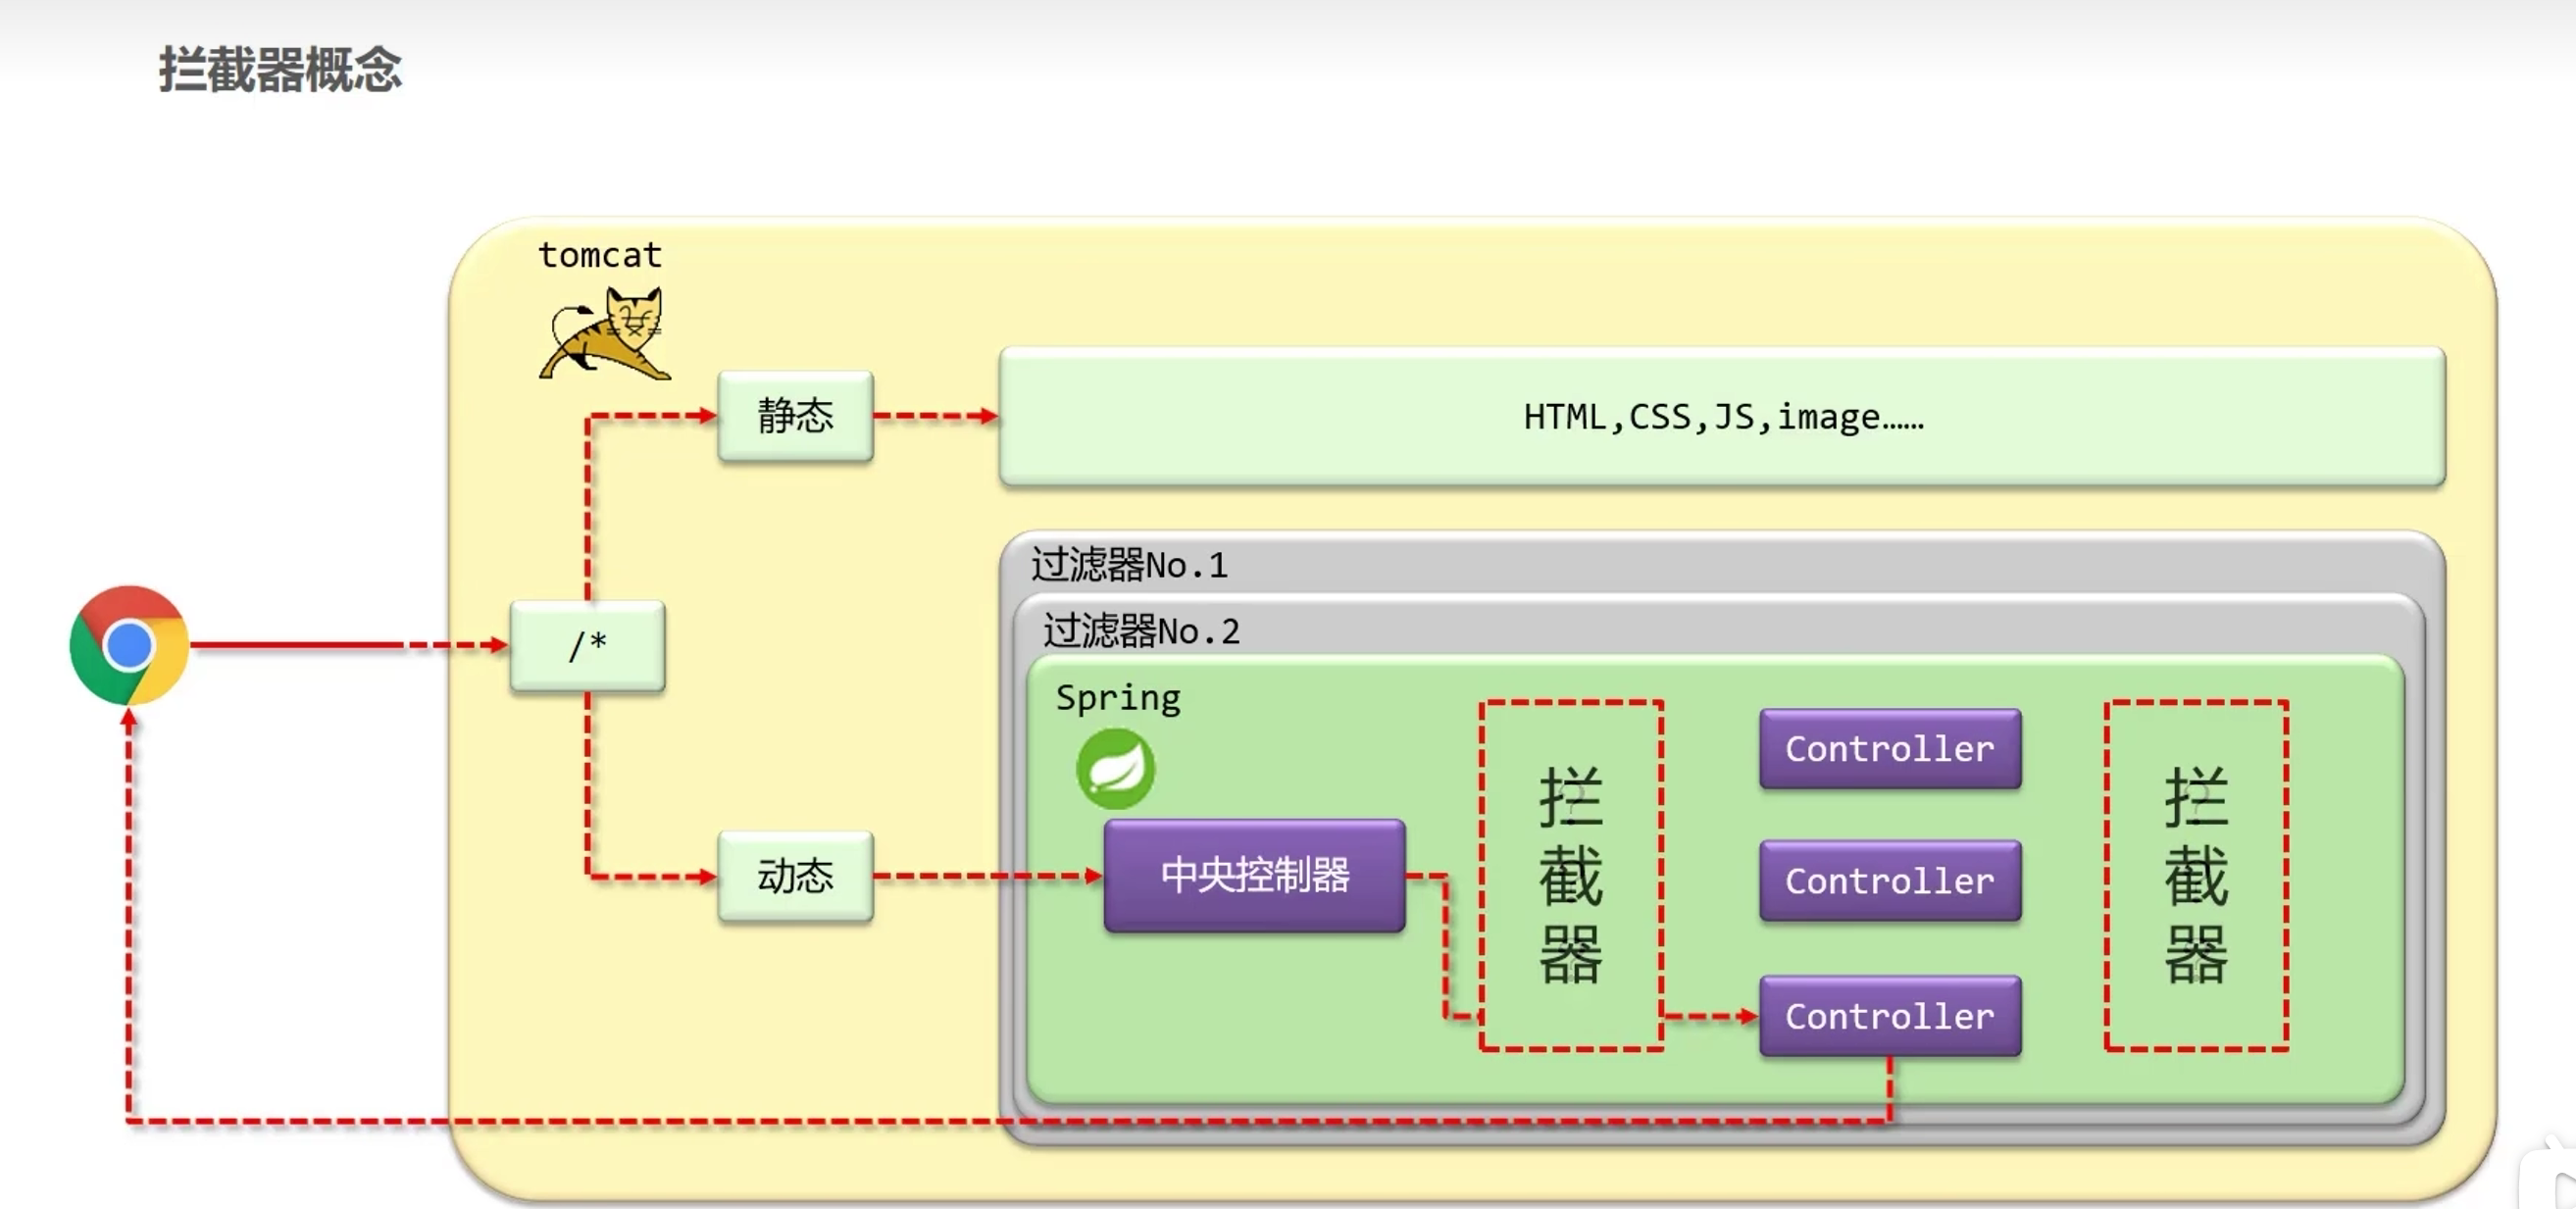 拦截器概念
tomcat
静态
HTML,CSS,JS,image……
过滤器No.1
过滤器No.2
/*
Spring
中央控制器
动态
拦截器
Controller
Controller
Controller
拦截器